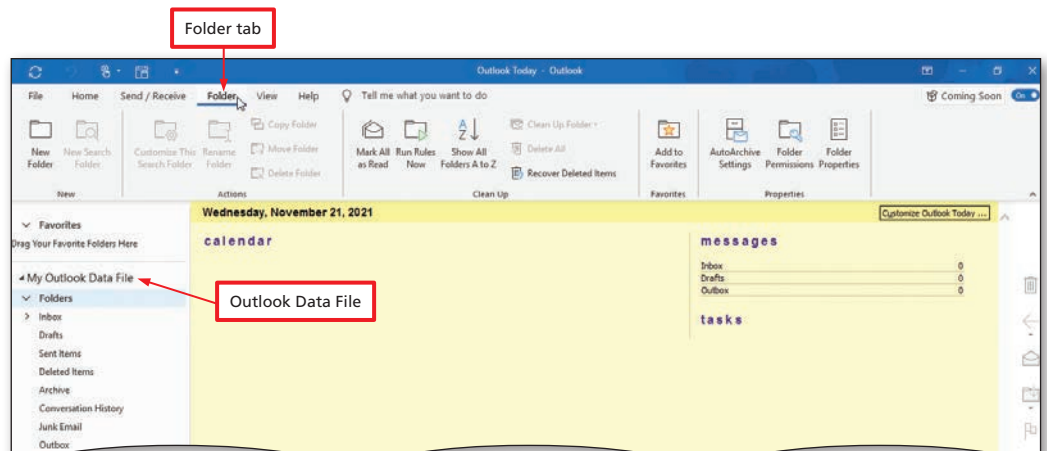 Folder tab
Outlook Today - Outlook
File Home Send / Receive Folder View Help Tell me what you want to do Coming Soon On
New Folder
New Search Folder
New
Customize This Search Folder
Rename Folder
Copy Folder
Move Folder
Delete Folder
Actions
Mark All as Read
Run Rules Now
Show All Folders A to Z
Clean Up Folder
Delete All
Recover Deleted Items
Clean Up
Add to Favorites
Favorites
AutoArchive Settings
Folder Permissions
Folder Properties
Properties
Favorites
Drag Your Favorite Folders Here
My Outlook Data File
Folders
Inbox
Drafts
Sent Items
Deleted Items
Archive
Conversation History
Junk Email
Outbox
Outlook Data File
Wednesday, November 21, 2021
Customize Outlook Today ...
calendar
messages
Inbox 0
Drafts 0
Outbox 0
tasks